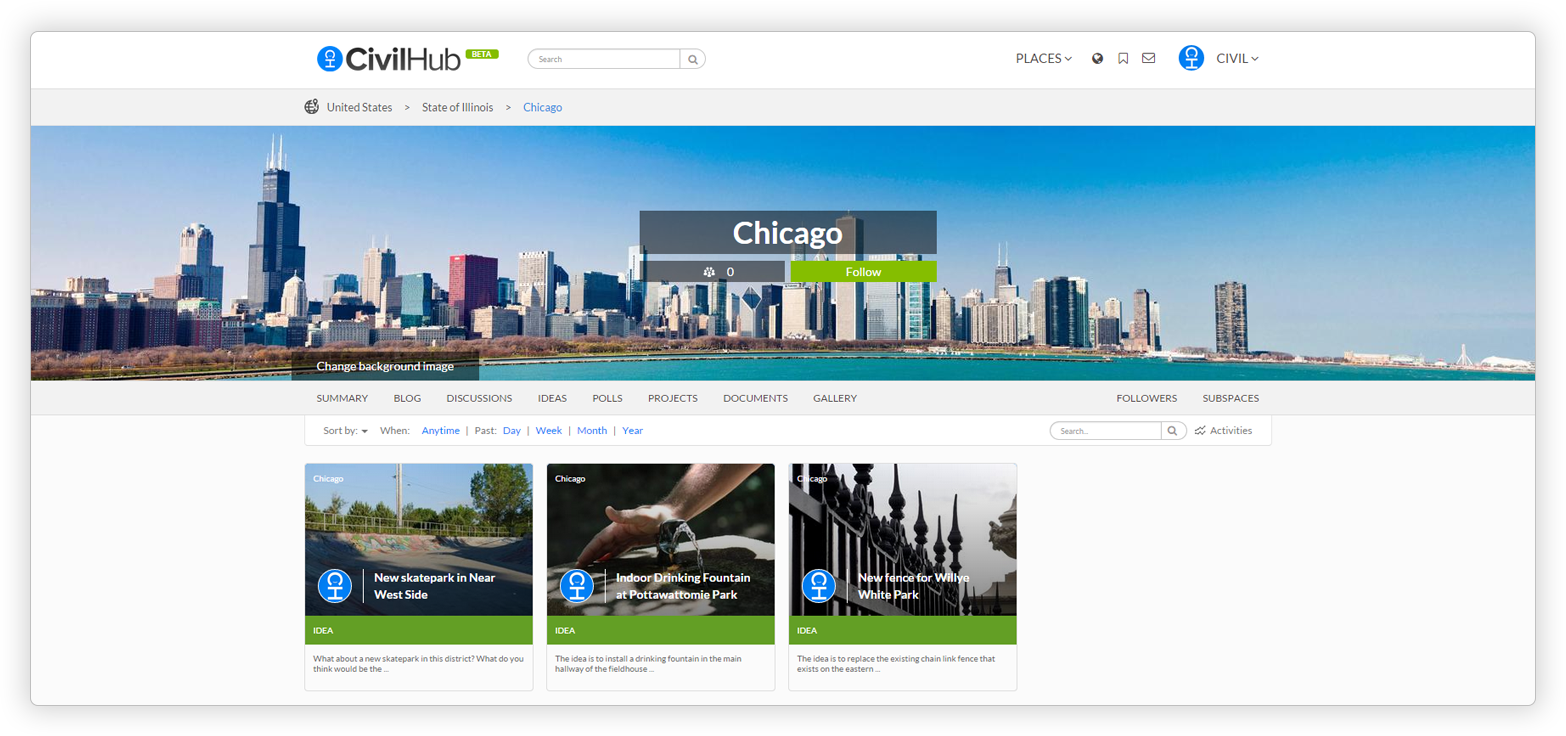 CivilHub BETA
Search
PLACES
CIVIL
United States > State of Illinois > Chicago
Chicago
0
Follow
Change background image
SUMMARY BLOG DISCUSSIONS IDEAS POLLS PROJECTS DOCUMENTS GALLERY FOLLOWERS SUBSPACES
Sort by: When: Anytime | Past: Day | Week | Month | Year
Search...
Activities
Chicago
New skatepark in Near
West Side
IDEA
What about a new skatepark in this district? What do you
think would be the ...
Chicago
Indoor Drinking Fountain
at Pottawattomie Park
IDEA
The idea is to install a drinking fountain in the main
hallway of the fieldhouse ...
Chicago
New fence for Willye
White Park
IDEA
The idea is to replace the existing chain link fence that
exists on the eastern ...